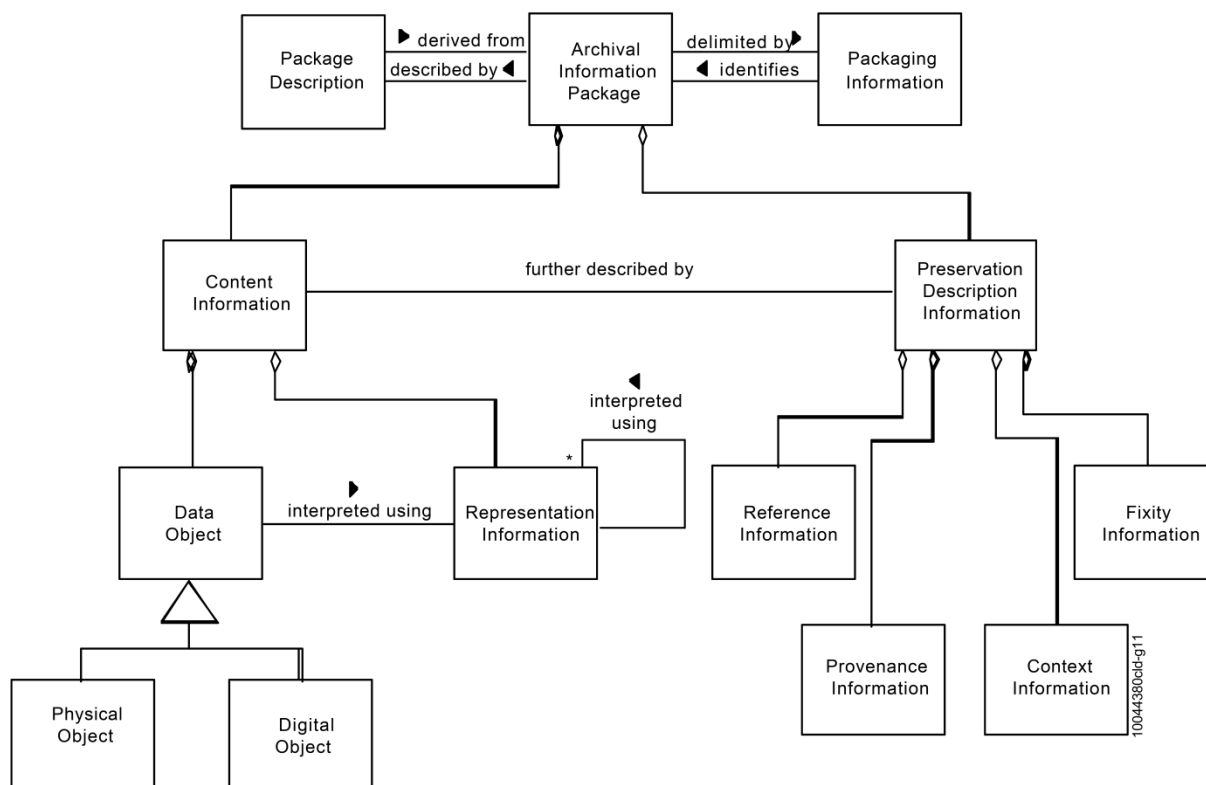 Package
Description
derived from
described by
Archival
Information
Package
delimited by
identifies
Packaging
Information
Content
Information
further described by
Preservation
Description
Information
interpreted
using
*
Data
Object
interpreted using
Representation
Information
Reference
Information
Fixity
Information
Provenance
Information
Context
Information
10044380cld-g11
Physical
Object
Digital
Object